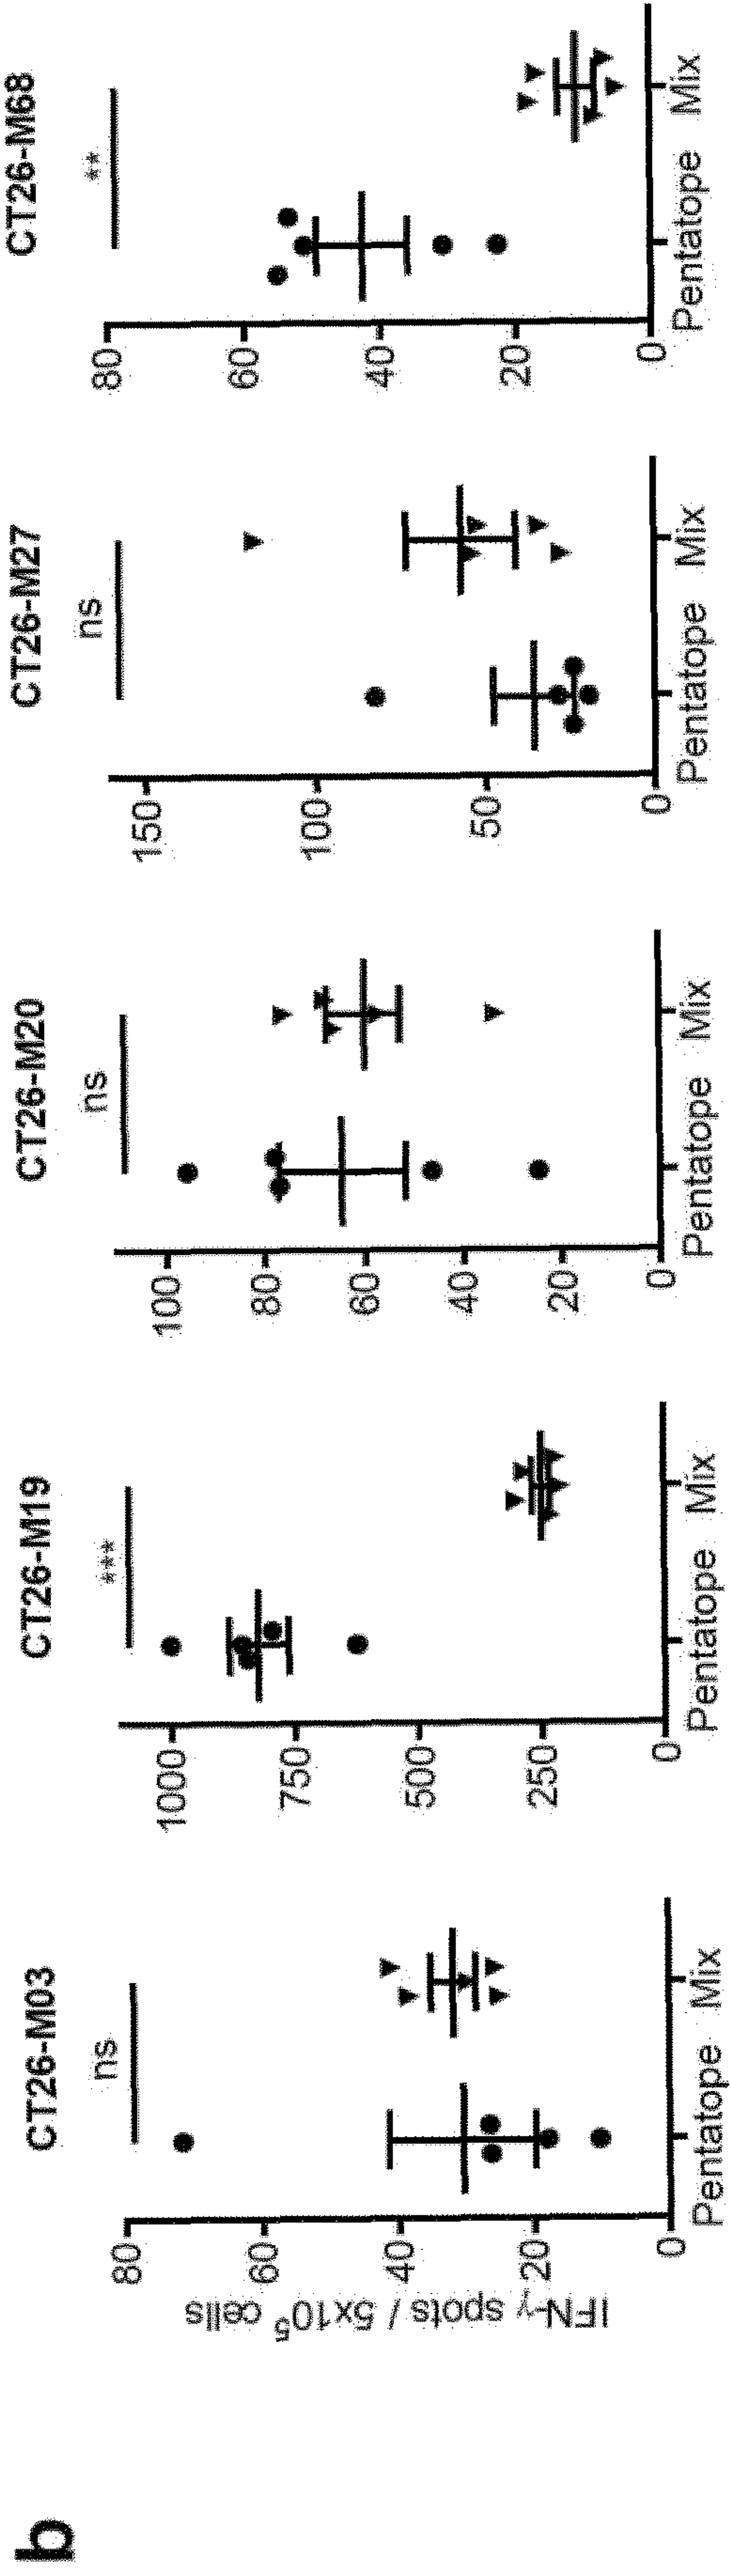 b
IFN-γ spots / 5x10⁵ cells
CT26-M03
ns
80
60
40
20
0
Pentatope Mix
CT26-M19
***
1000
750
500
250
0
Pentatope Mix
CT26-M20
ns
100
80
60
40
20
0
Pentatope Mix
CT26-M27
ns
150
100
50
0
Pentatope Mix
CT26-M68
**
80
60
40
20
0
Pentatope Mix